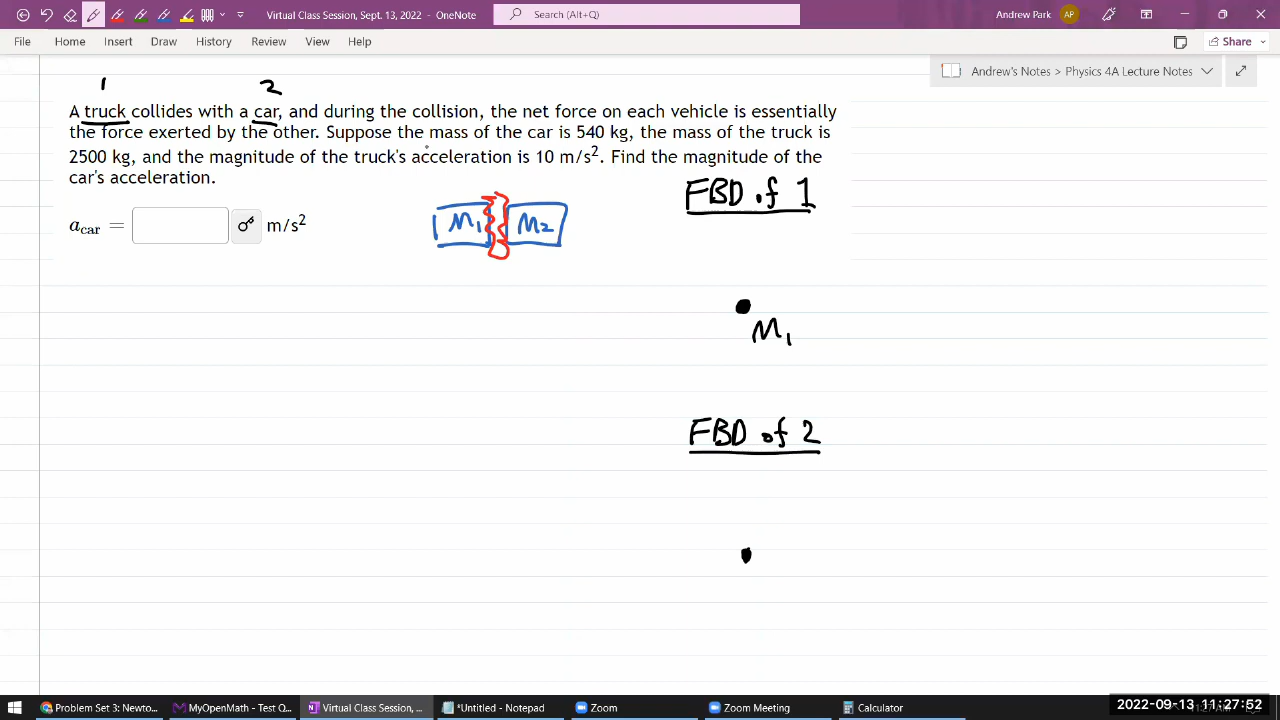 Virtual Class Session, Sept. 13, 2022 - OneNote
Search (Alt+Q)
Andrew Park
AP
File Home Insert Draw History Review View Help
Share
Andrew's Notes > Physics 4A Lecture Notes
1 2
A truck collides with a car, and during the collision, the net force on each vehicle is essentially
the force exerted by the other. Suppose the mass of the car is 540 kg, the mass of the truck is
2500 kg, and the magnitude of the truck's acceleration is 10 m/s². Find the magnitude of the
car's acceleration.
a_car = m/s²
M₁ M₂
FBD of 1
M₁
FBD of 2
Problem Set 3: Newto...
MyOpenMath - Test Q...
Virtual Class Session, ...
*Untitled - Notepad
Zoom
Zoom Meeting
Calculator
2022-09-13 11:27:52